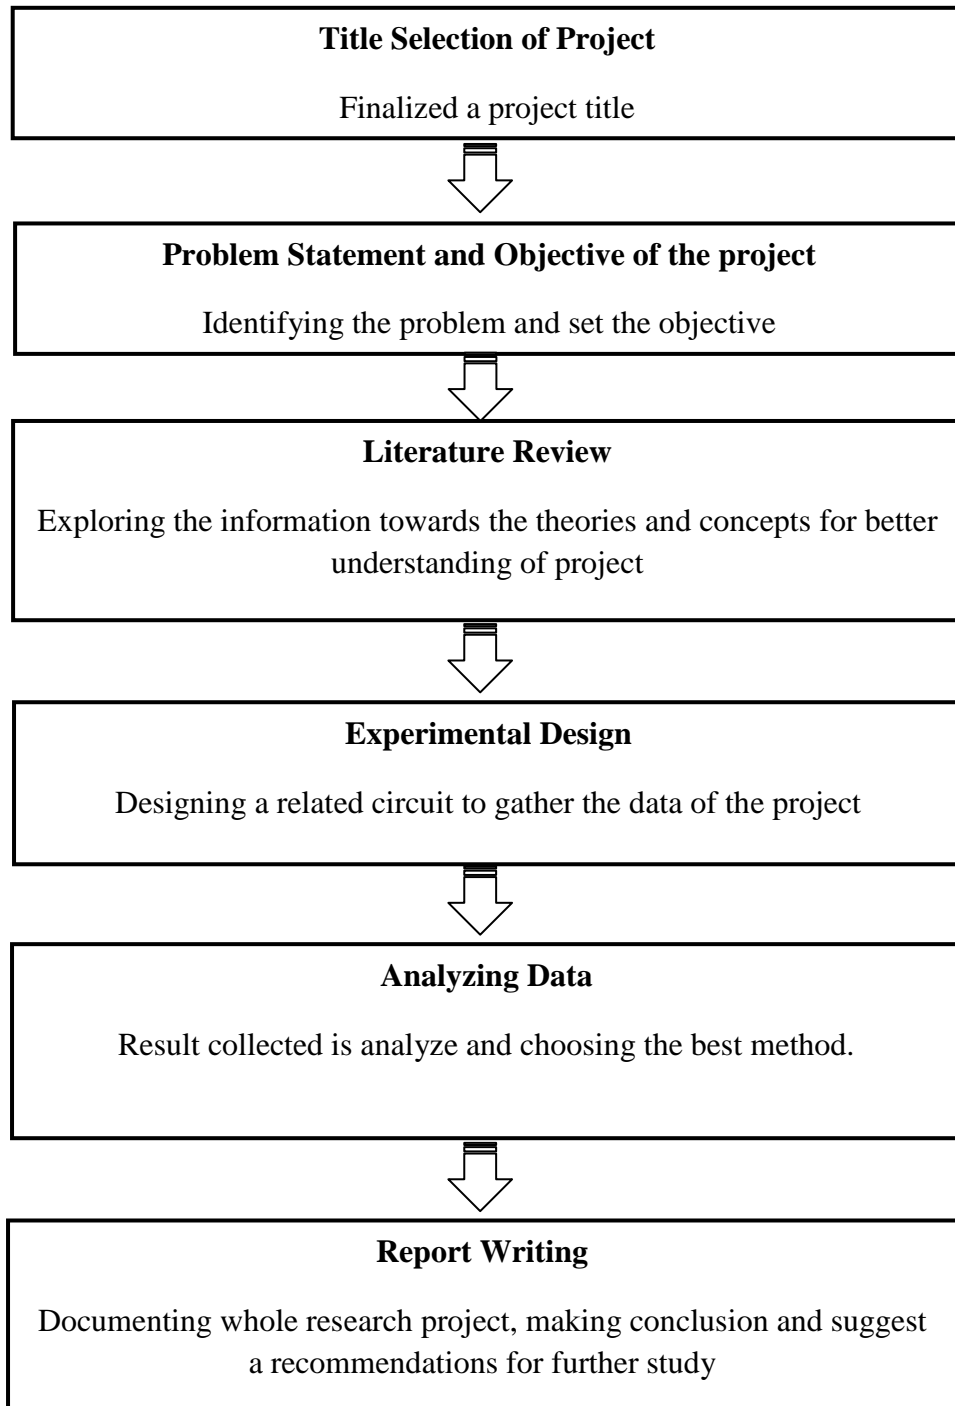 Title Selection of Project
Finalized a project title
Problem Statement and Objective of the project
Identifying the problem and set the objective
Literature Review
Exploring the information towards the theories and concepts for better
understanding of project
Experimental Design
Designing a related circuit to gather the data of the project
Analyzing Data
Result collected is analyze and choosing the best method.
Report Writing
Documenting whole research project, making conclusion and suggest
a recommendations for further study